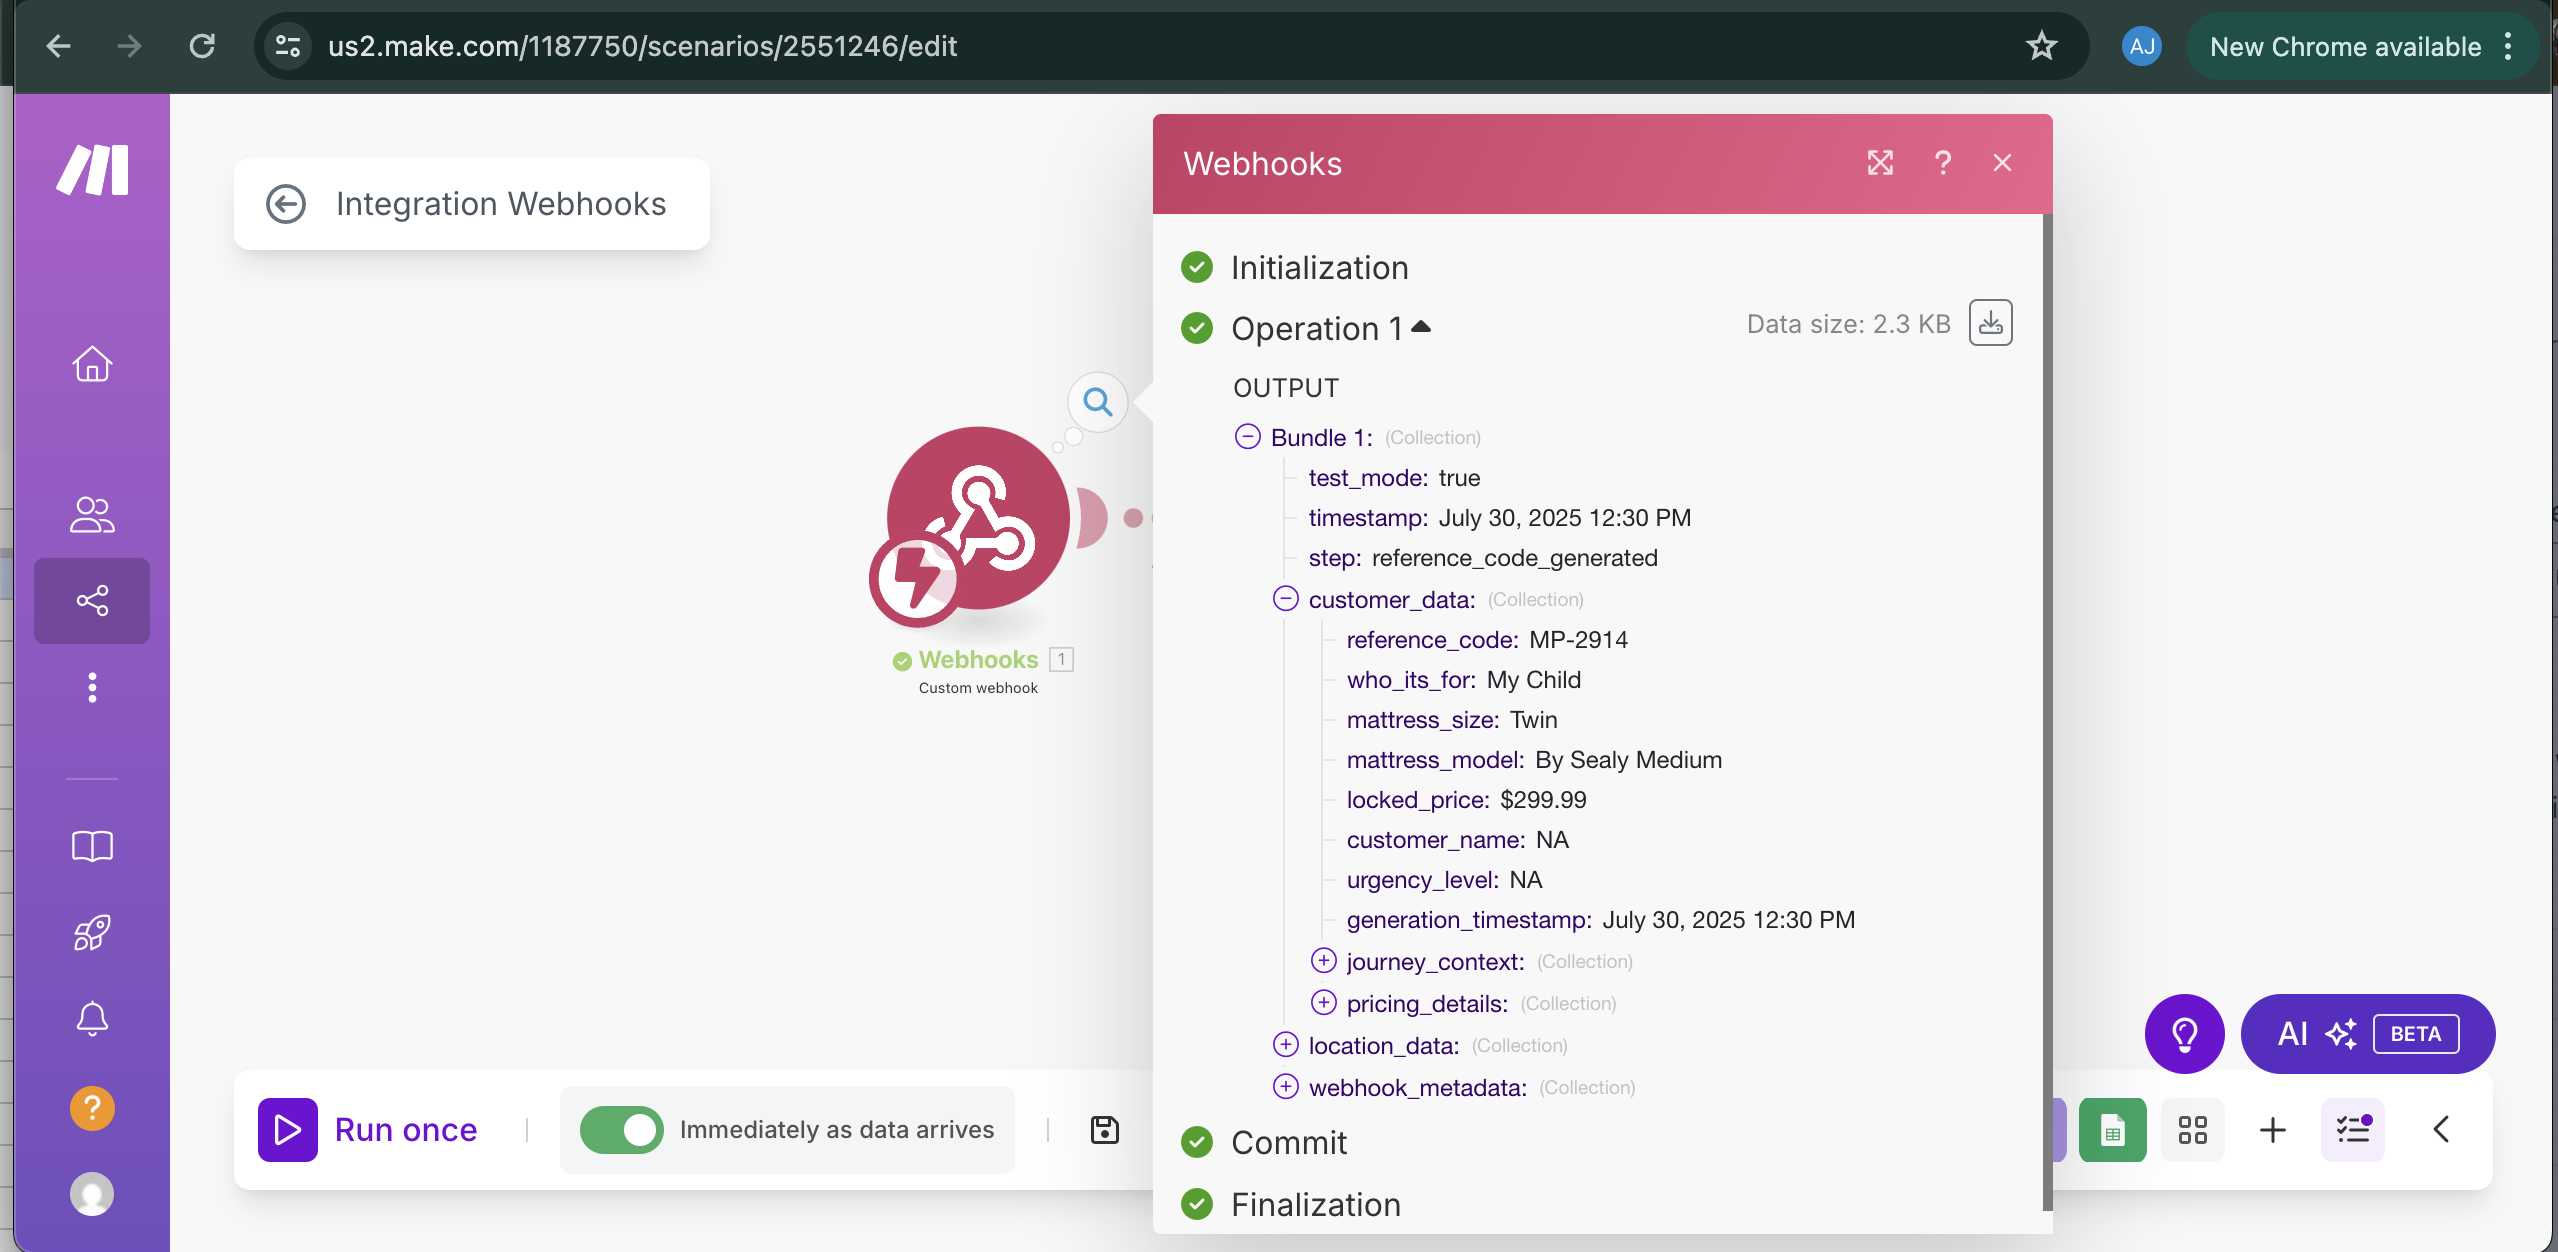 us2.make.com/1187750/scenarios/2551246/edit
AJ
New Chrome available
Integration Webhooks
Webhooks
?
Initialization
Operation 1
Data size: 2.3 KB
OUTPUT
Bundle 1: (Collection)
test_mode: true
timestamp: July 30, 2025 12:30 PM
step: reference_code_generated
customer_data: (Collection)
reference_code: MP-2914
who_its_for: My Child
mattress_size: Twin
mattress_model: By Sealy Medium
locked_price: $299.99
customer_name: NA
urgency_level: NA
generation_timestamp: July 30, 2025 12:30 PM
journey_context: (Collection)
pricing_details: (Collection)
location_data: (Collection)
webhook_metadata: (Collection)
Commit
Finalization
Webhooks 1
Custom webhook
?
Run once
Immediately as data arrives
AI BETA